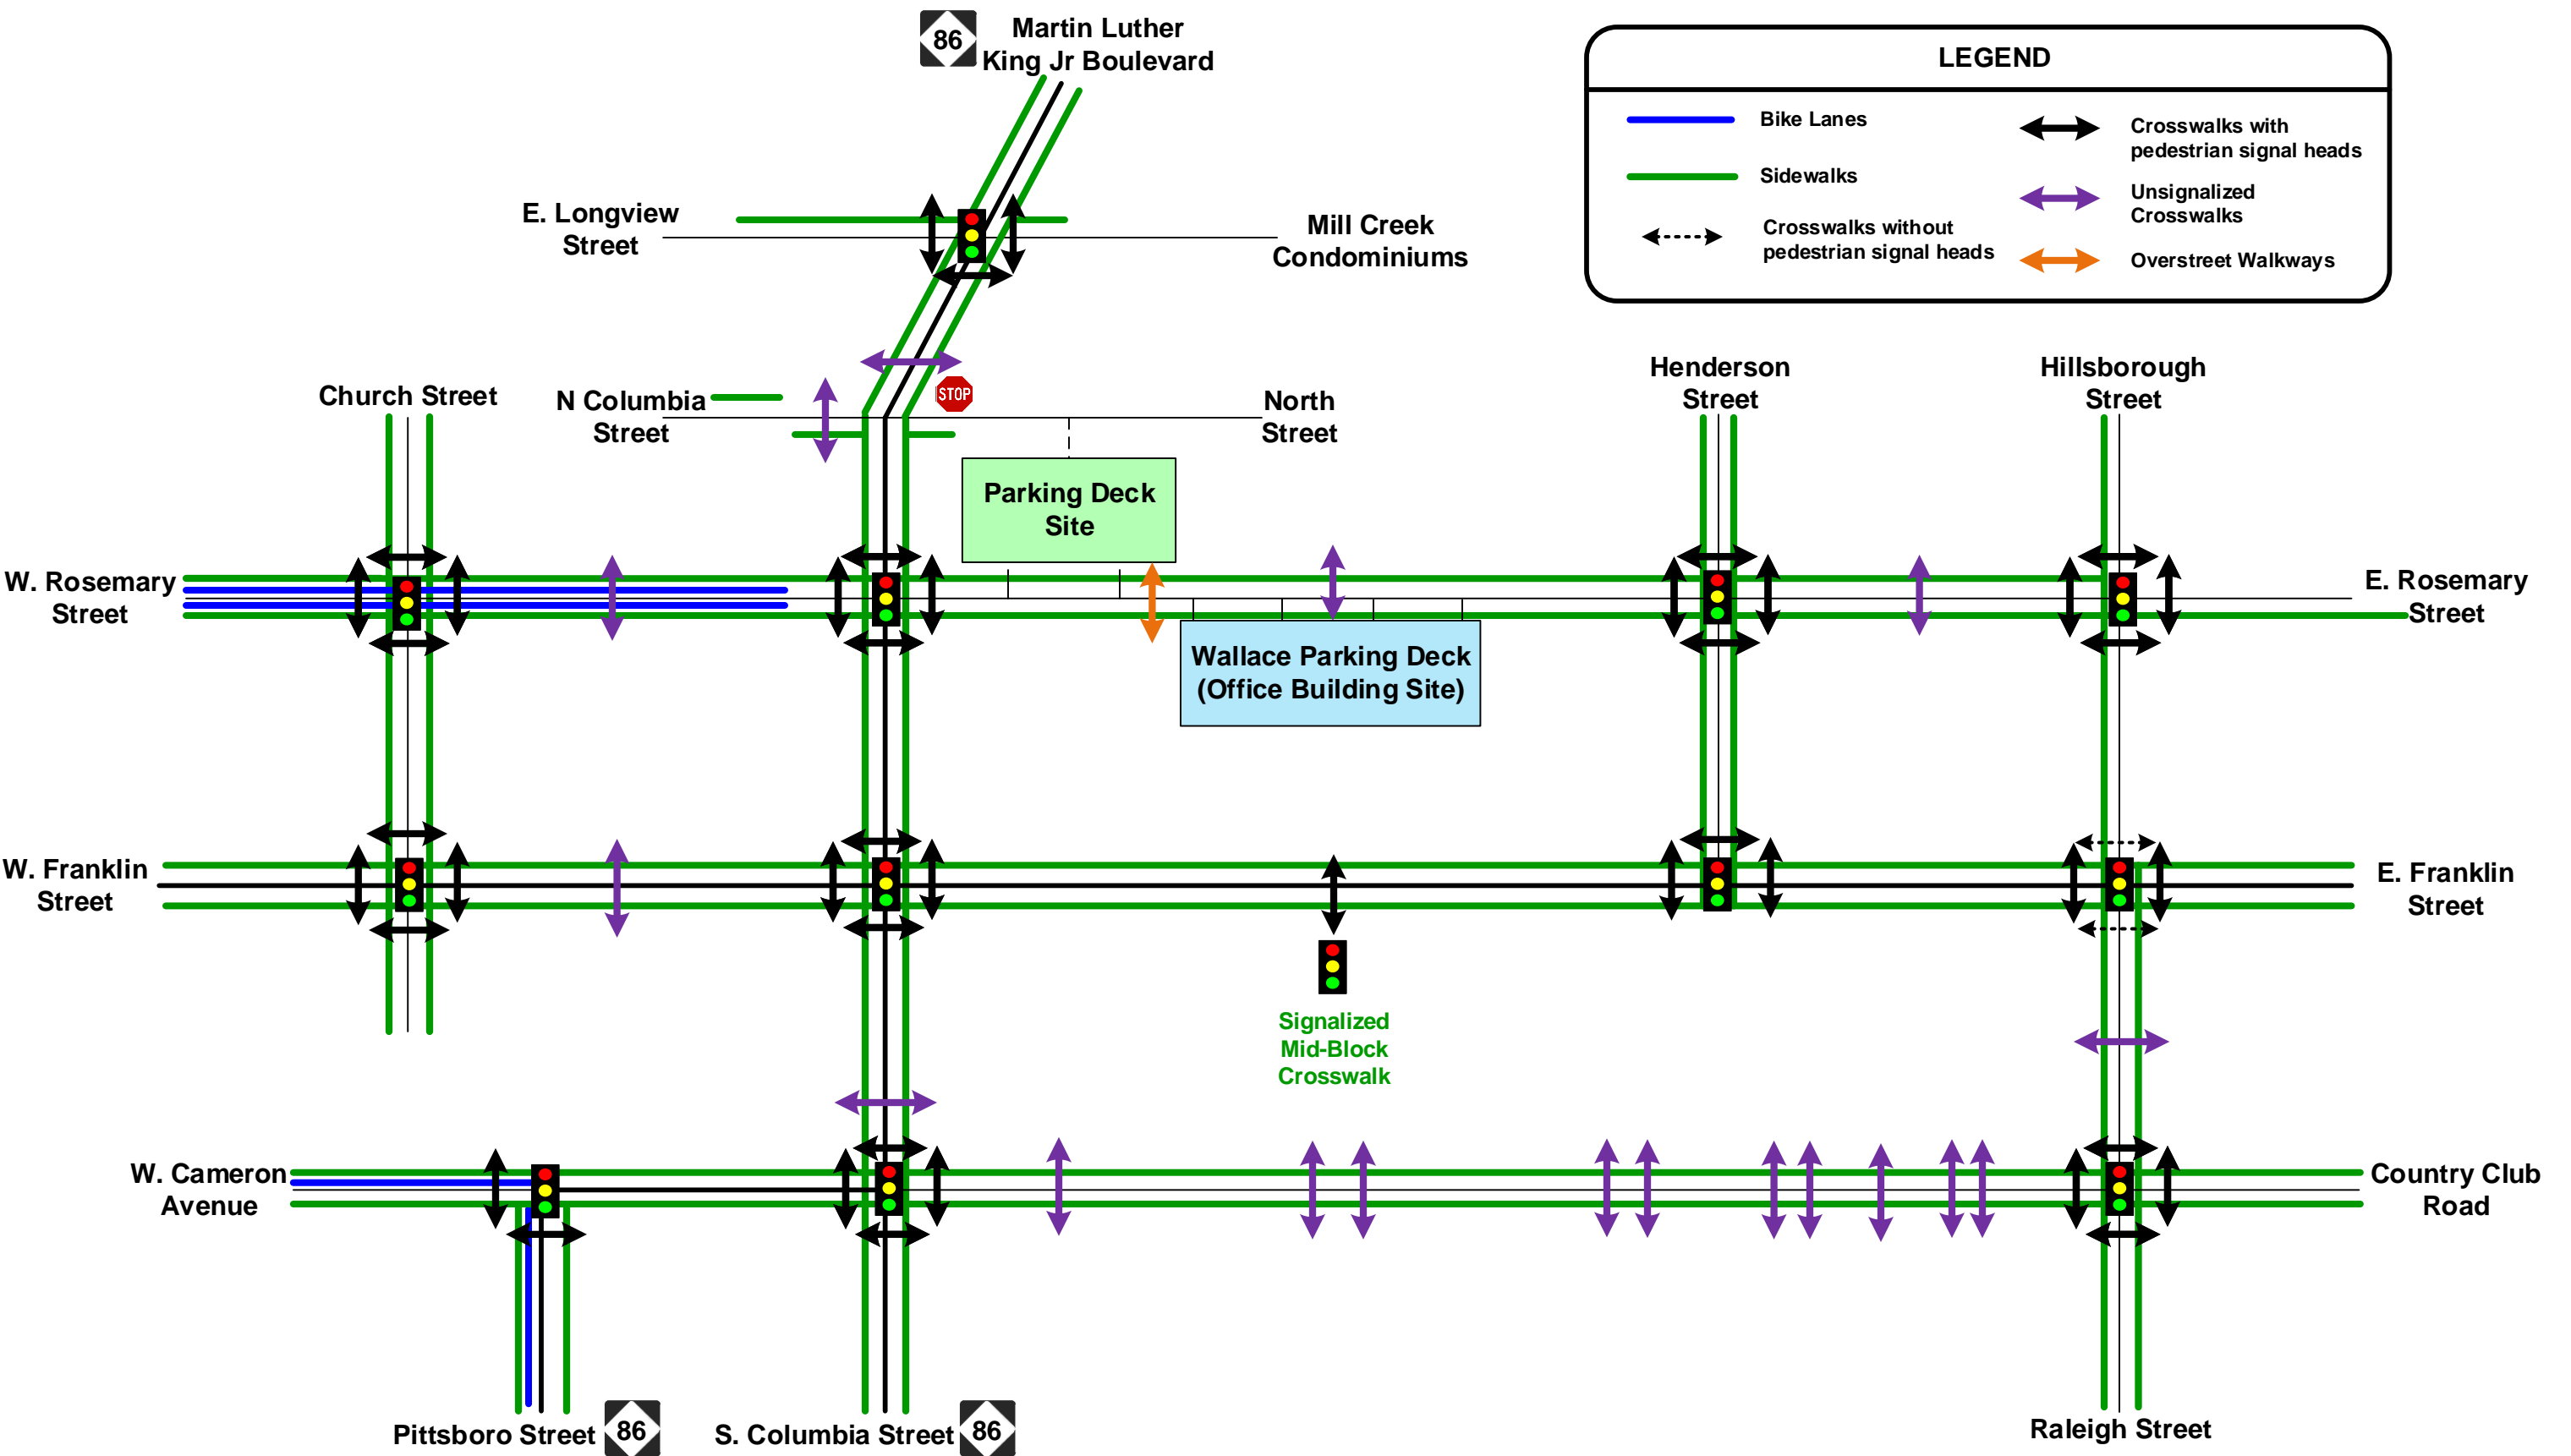 86
Martin Luther
King Jr Boulevard
LEGEND
Bike Lanes
Sidewalks
Crosswalks without
pedestrian signal heads
Crosswalks with
pedestrian signal heads
Unsignalized
Crosswalks
Overstreet Walkways
E. Longview
Street
Mill Creek
Condominiums
Church Street
N Columbia
Street
STOP
North
Street
Henderson
Street
Hillsborough
Street
Parking Deck
Site
W. Rosemary
Street
E. Rosemary
Street
Wallace Parking Deck
(Office Building Site)
W. Franklin
Street
E. Franklin
Street
Signalized
Mid-Block
Crosswalk
W. Cameron
Avenue
Country Club
Road
Pittsboro Street
86
S. Columbia Street
86
Raleigh Street